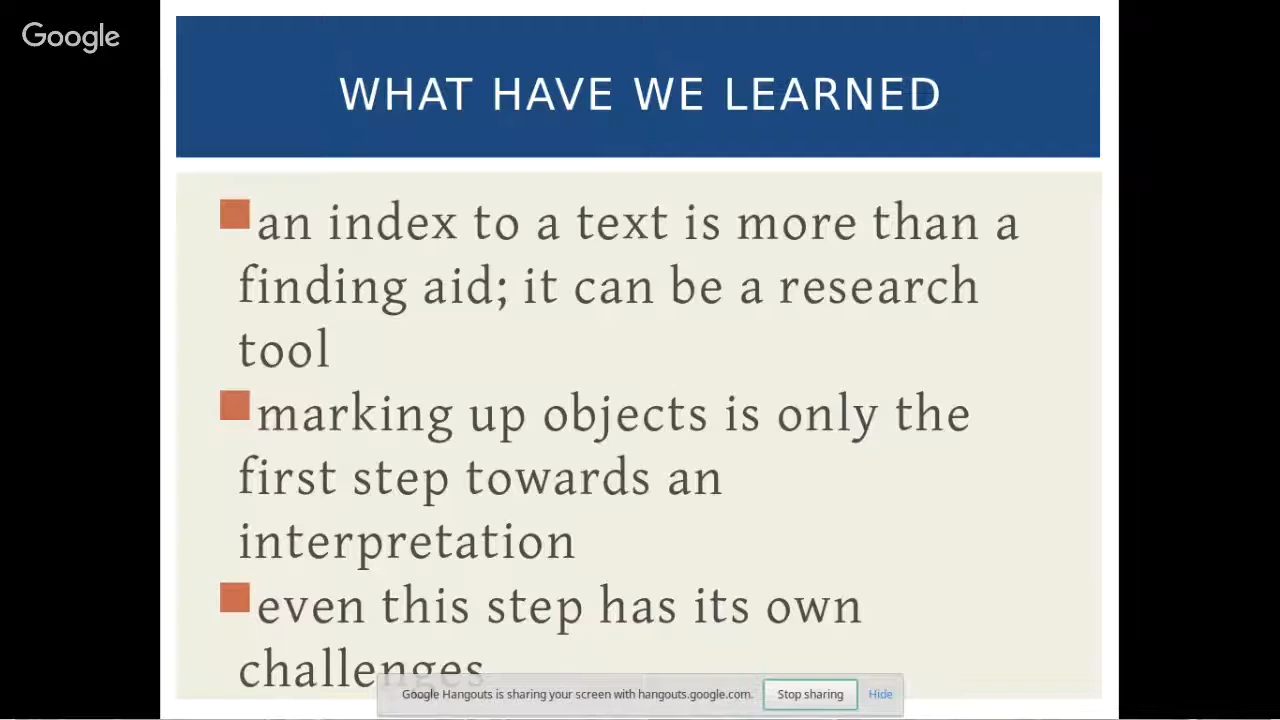 Google
WHAT HAVE WE LEARNED
an index to a text is more than a
finding aid; it can be a research
tool
marking up objects is only the
first step towards an
interpretation
even this step has its own
challenges
Google Hangouts is sharing your screen with hangouts.google.com. Stop sharing Hide